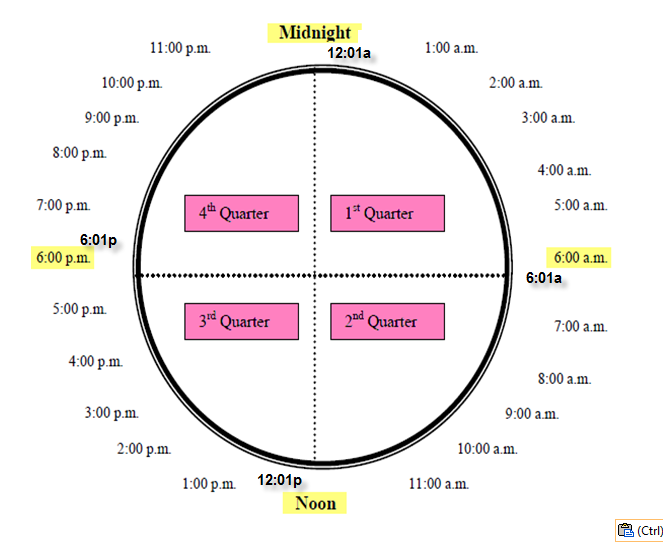 Midnight
12:01a
11:00 p.m.
1:00 a.m.
10:00 p.m.
2:00 a.m.
9:00 p.m.
3:00 a.m.
8:00 p.m.
4:00 a.m.
7:00 p.m.
5:00 a.m.
4th Quarter
1st Quarter
6:01p
6:00 p.m.
6:00 a.m.
6:01a
5:00 p.m.
3rd Quarter
2nd Quarter
7:00 a.m.
4:00 p.m.
8:00 a.m.
3:00 p.m.
9:00 a.m.
2:00 p.m.
10:00 a.m.
1:00 p.m.
12:01p
11:00 a.m.
Noon
(Ctrl)